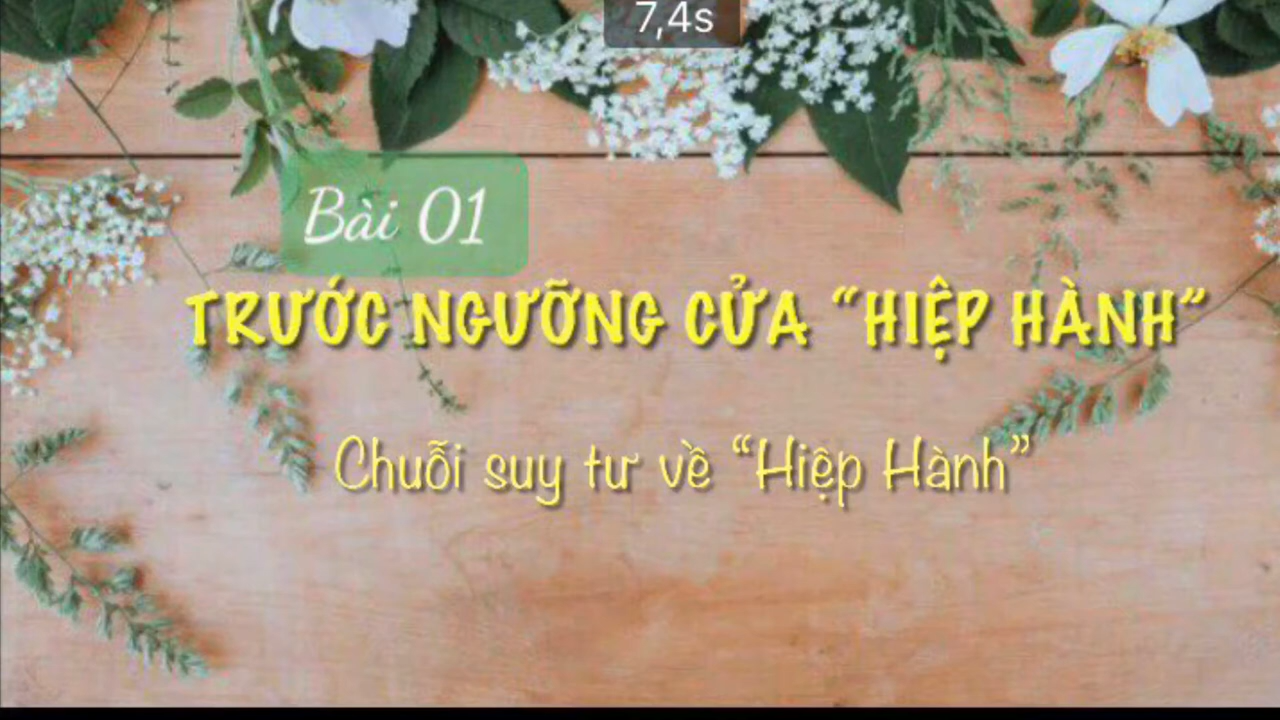 7,4s
Bài 01
TRƯỚC NGƯỠNG CỬA “HIỆP HÀNH”
Chuỗi suy tư về “Hiệp Hành”